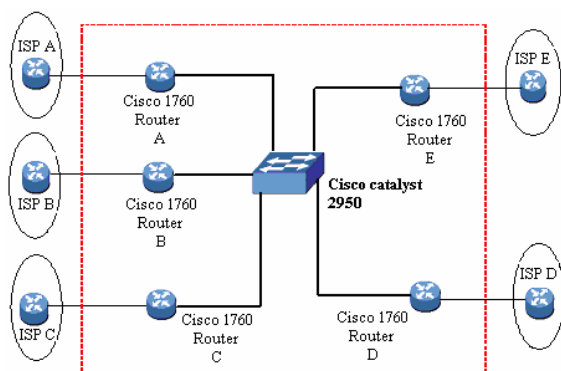 ISP A
Cisco 1760
Router
A
ISP B
Cisco 1760
Router
B
ISP C
Cisco 1760
Router
C
Cisco catalyst
2950
ISP E
Cisco 1760
Router
E
ISP D
Cisco 1760
Router
D